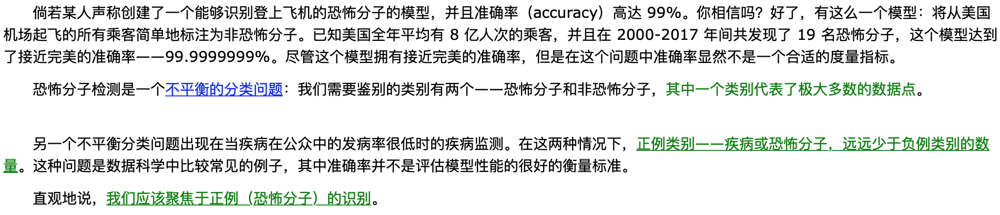 倘若某人声称创建了一个能够识别登上飞机的恐怖分子的模型，并且准确率（accuracy）高达 99%。你相信吗？好了，有这么一个模型：将从美国
机场起飞的所有乘客简单地标注为非恐怖分子。已知美国全年平均有 8 亿人次的乘客，并且在 2000-2017 年间共发现了 19 名恐怖分子，这个模型达到
了接近完美的准确率——99.9999999%。尽管这个模型拥有接近完美的准确率，但是在这个问题中准确率显然不是一个合适的度量指标。
恐怖分子检测是一个不平衡的分类问题：我们需要鉴别的类别有两个——恐怖分子和非恐怖分子，其中一个类别代表了极大多数的数据点。
另一个不平衡分类问题出现在当疾病在公众中的发病率很低时的疾病监测。在这两种情况下，正例类别——疾病或恐怖分子，远远少于负例类别的数
量。这种问题是数据科学中比较常见的例子，其中准确率并不是评估模型性能的很好的衡量标准。
直观地说，我们应该聚焦于正例（恐怖分子）的识别。